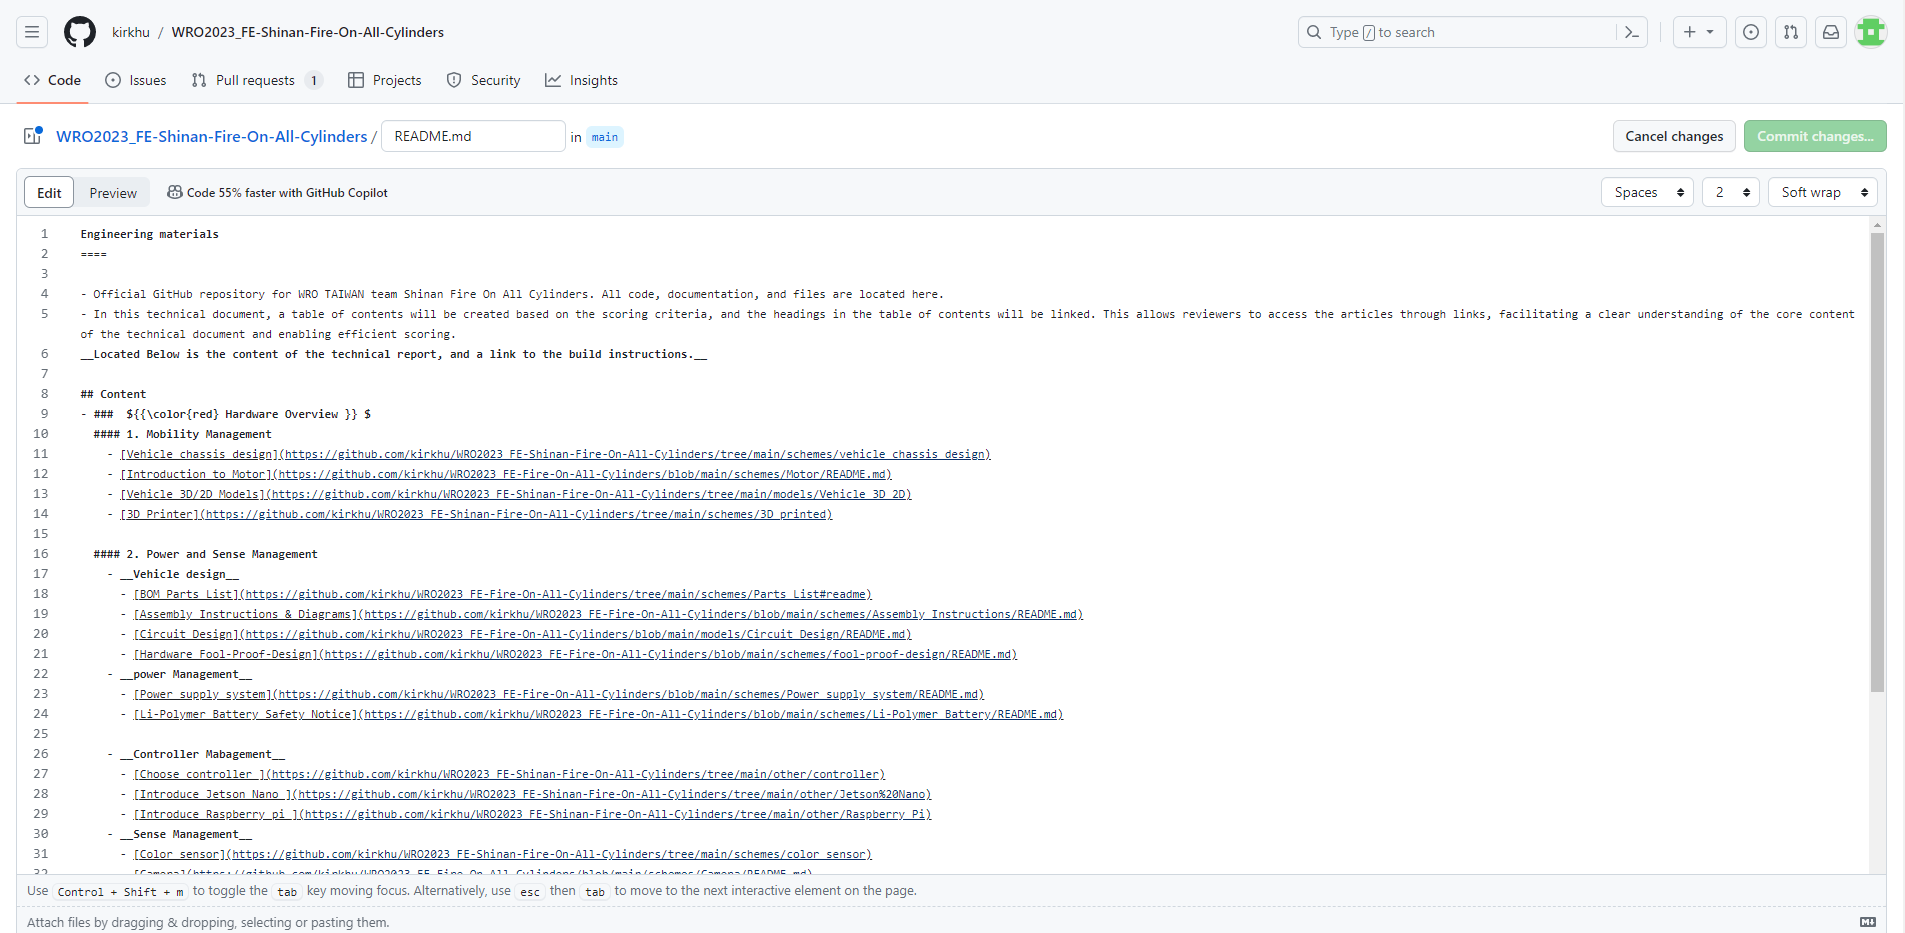 kirkhu / WRO2023_FE-Shinan-Fire-On-All-Cylinders
Type / to search
Code Issues Pull requests 1 Projects Security Insights
WRO2023_FE-Shinan-Fire-On-All-Cylinders / README.md in main
Cancel changes Commit changes...
Edit Preview Code 55% faster with GitHub Copilot
Spaces 2 Soft wrap
1 Engineering materials
2 ====
3
4 - Official GitHub repository for WRO TAIWAN team Shinan Fire On All Cylinders. All code, documentation, and files are located here.
5 - In this technical document, a table of contents will be created based on the scoring criteria, and the headings in the table of contents will be linked. This allows reviewers to access the articles through links, facilitating a clear understanding of the core content
of the technical document and enabling efficient scoring.
6 __Located Below is the content of the technical report, and a link to the build instructions.__
7
8 ## Content
9 - ###  ${{\color{red} Hardware Overview }} $
10 #### 1. Mobility Management
11 - [Vehicle chassis design](https://github.com/kirkhu/WRO2023_FE-Shinan-Fire-On-All-Cylinders/tree/main/schemes/vehicle_chassis_design)
12 - [Introduction to Motor](https://github.com/kirkhu/WRO2023_FE-Shinan-Fire-On-All-Cylinders/blob/main/schemes/Motor/README.md)
13 - [Vehicle 3D/2D Models](https://github.com/kirkhu/WRO2023_FE-Shinan-Fire-On-All-Cylinders/tree/main/models/Vehicle_3D_2D)
14 - [3D Printer](https://github.com/kirkhu/WRO2023_FE-Shinan-Fire-On-All-Cylinders/tree/main/schemes/3D_printed)
15
16 #### 2. Power and Sense Management
17 - __Vehicle design__
18 - [BOM Parts List](https://github.com/kirkhu/WRO2023_FE-Fire-On-All-Cylinders/tree/main/schemes/Parts_List#readme)
19 - [Assembly Instructions & Diagrams](https://github.com/kirkhu/WRO2023_FE-Fire-On-All-Cylinders/blob/main/schemes/Assembly_Instructions/README.md)
20 - [Circuit Design](https://github.com/kirkhu/WRO2023_FE-Fire-On-All-Cylinders/blob/main/models/Circuit_Design/README.md)
21 - [Hardware Fool-Proof-Design](https://github.com/kirkhu/WRO2023_FE-Fire-On-All-Cylinders/blob/main/schemes/fool-proof-design/README.md)
22 - __power Management__
23 - [Power supply system](https://github.com/kirkhu/WRO2023_FE-Fire-On-All-Cylinders/blob/main/schemes/Power_supply_system/README.md)
24 - [Li-Polymer Battery Safety Notice](https://github.com/kirkhu/WRO2023_FE-Fire-On-All-Cylinders/blob/main/schemes/Li-Polymer_Battery/README.md)
25
26 - __Controller Mabagement__
27 - [Choose controller ](https://github.com/kirkhu/WRO2023_FE-Shinan-Fire-On-All-Cylinders/tree/main/other/controller)
28 - [Introduce Jetson Nano ](https://github.com/kirkhu/WRO2023_FE-Shinan-Fire-On-All-Cylinders/tree/main/other/Jetson%20Nano)
29 - [Introduce Raspberry pi ](https://github.com/kirkhu/WRO2023_FE-Shinan-Fire-On-All-Cylinders/tree/main/other/Raspberry_Pi)
30 - __Sense Management__
31 - [Color sensor](https://github.com/kirkhu/WRO2023_FE-Shinan-Fire-On-All-Cylinders/tree/main/schemes/color_sensor)
32 - [Camera](https://github.com/kirkhu/WRO2023_FE-Fire-On-All-Cylinders/blob/main/schemes/Camera/README.md)
Use Control + Shift + m to toggle the tab key moving focus. Alternatively, use esc then tab to move to the next interactive element on the page.
Attach files by dragging & dropping, selecting or pasting them.